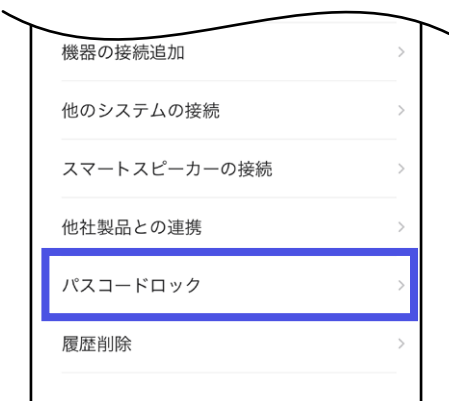 機器の接続追加
他のシステムの接続
スマートスピーカーの接続
他社製品との連携
パスコードロック
履歴削除